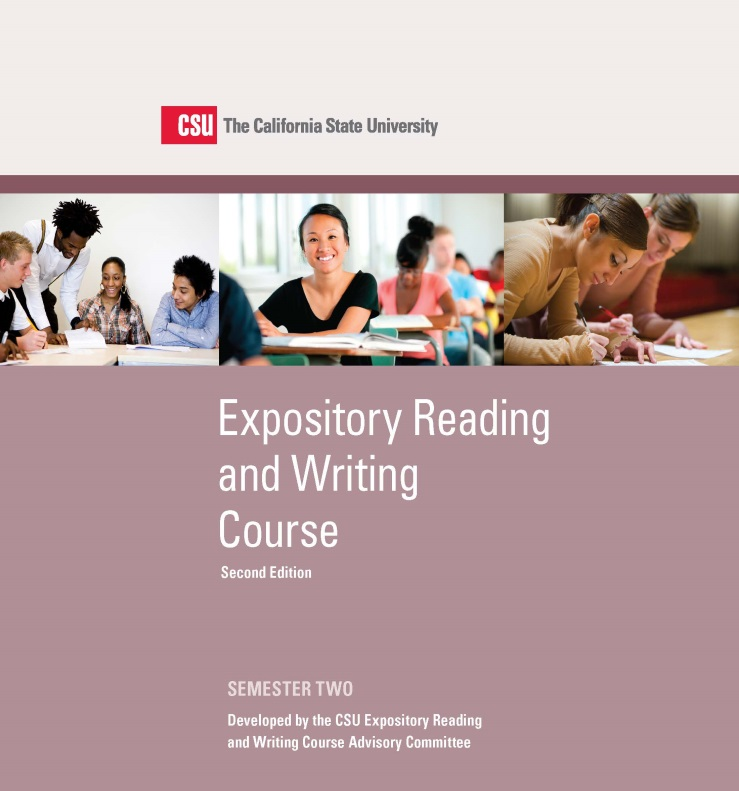 CSU The California State University
Expository Reading
and Writing
Course
Second Edition
SEMESTER TWO
Developed by the CSU Expository Reading
and Writing Course Advisory Committee